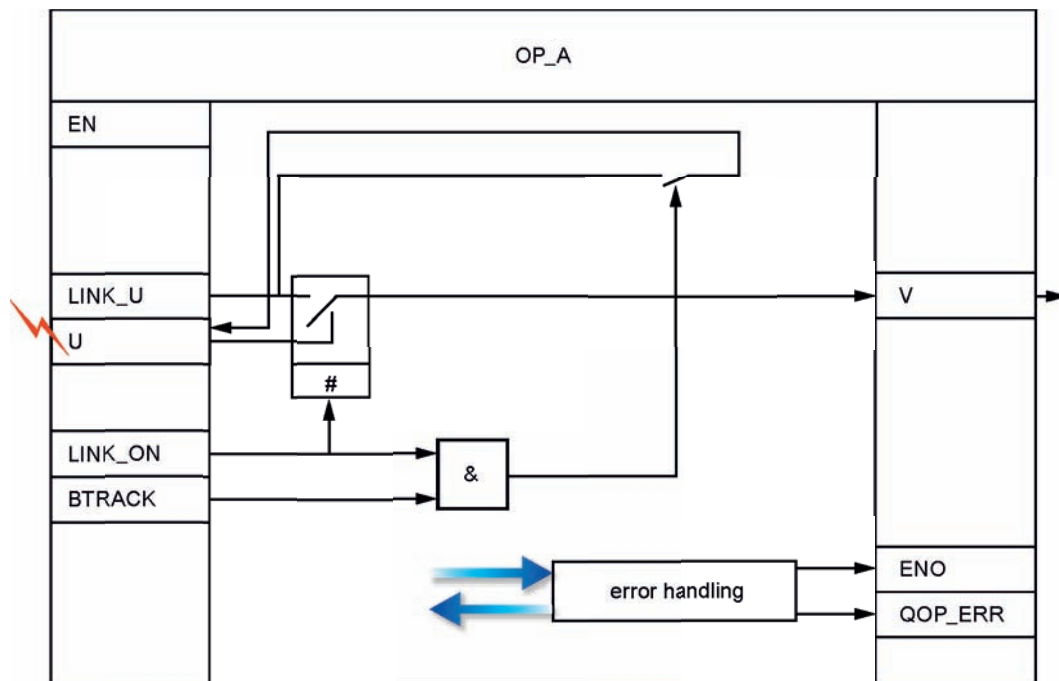 OP_A
EN
LINK_U
V
U
#
LINK_ON
&
BTRACK
error handling
ENO
QOP_ERR